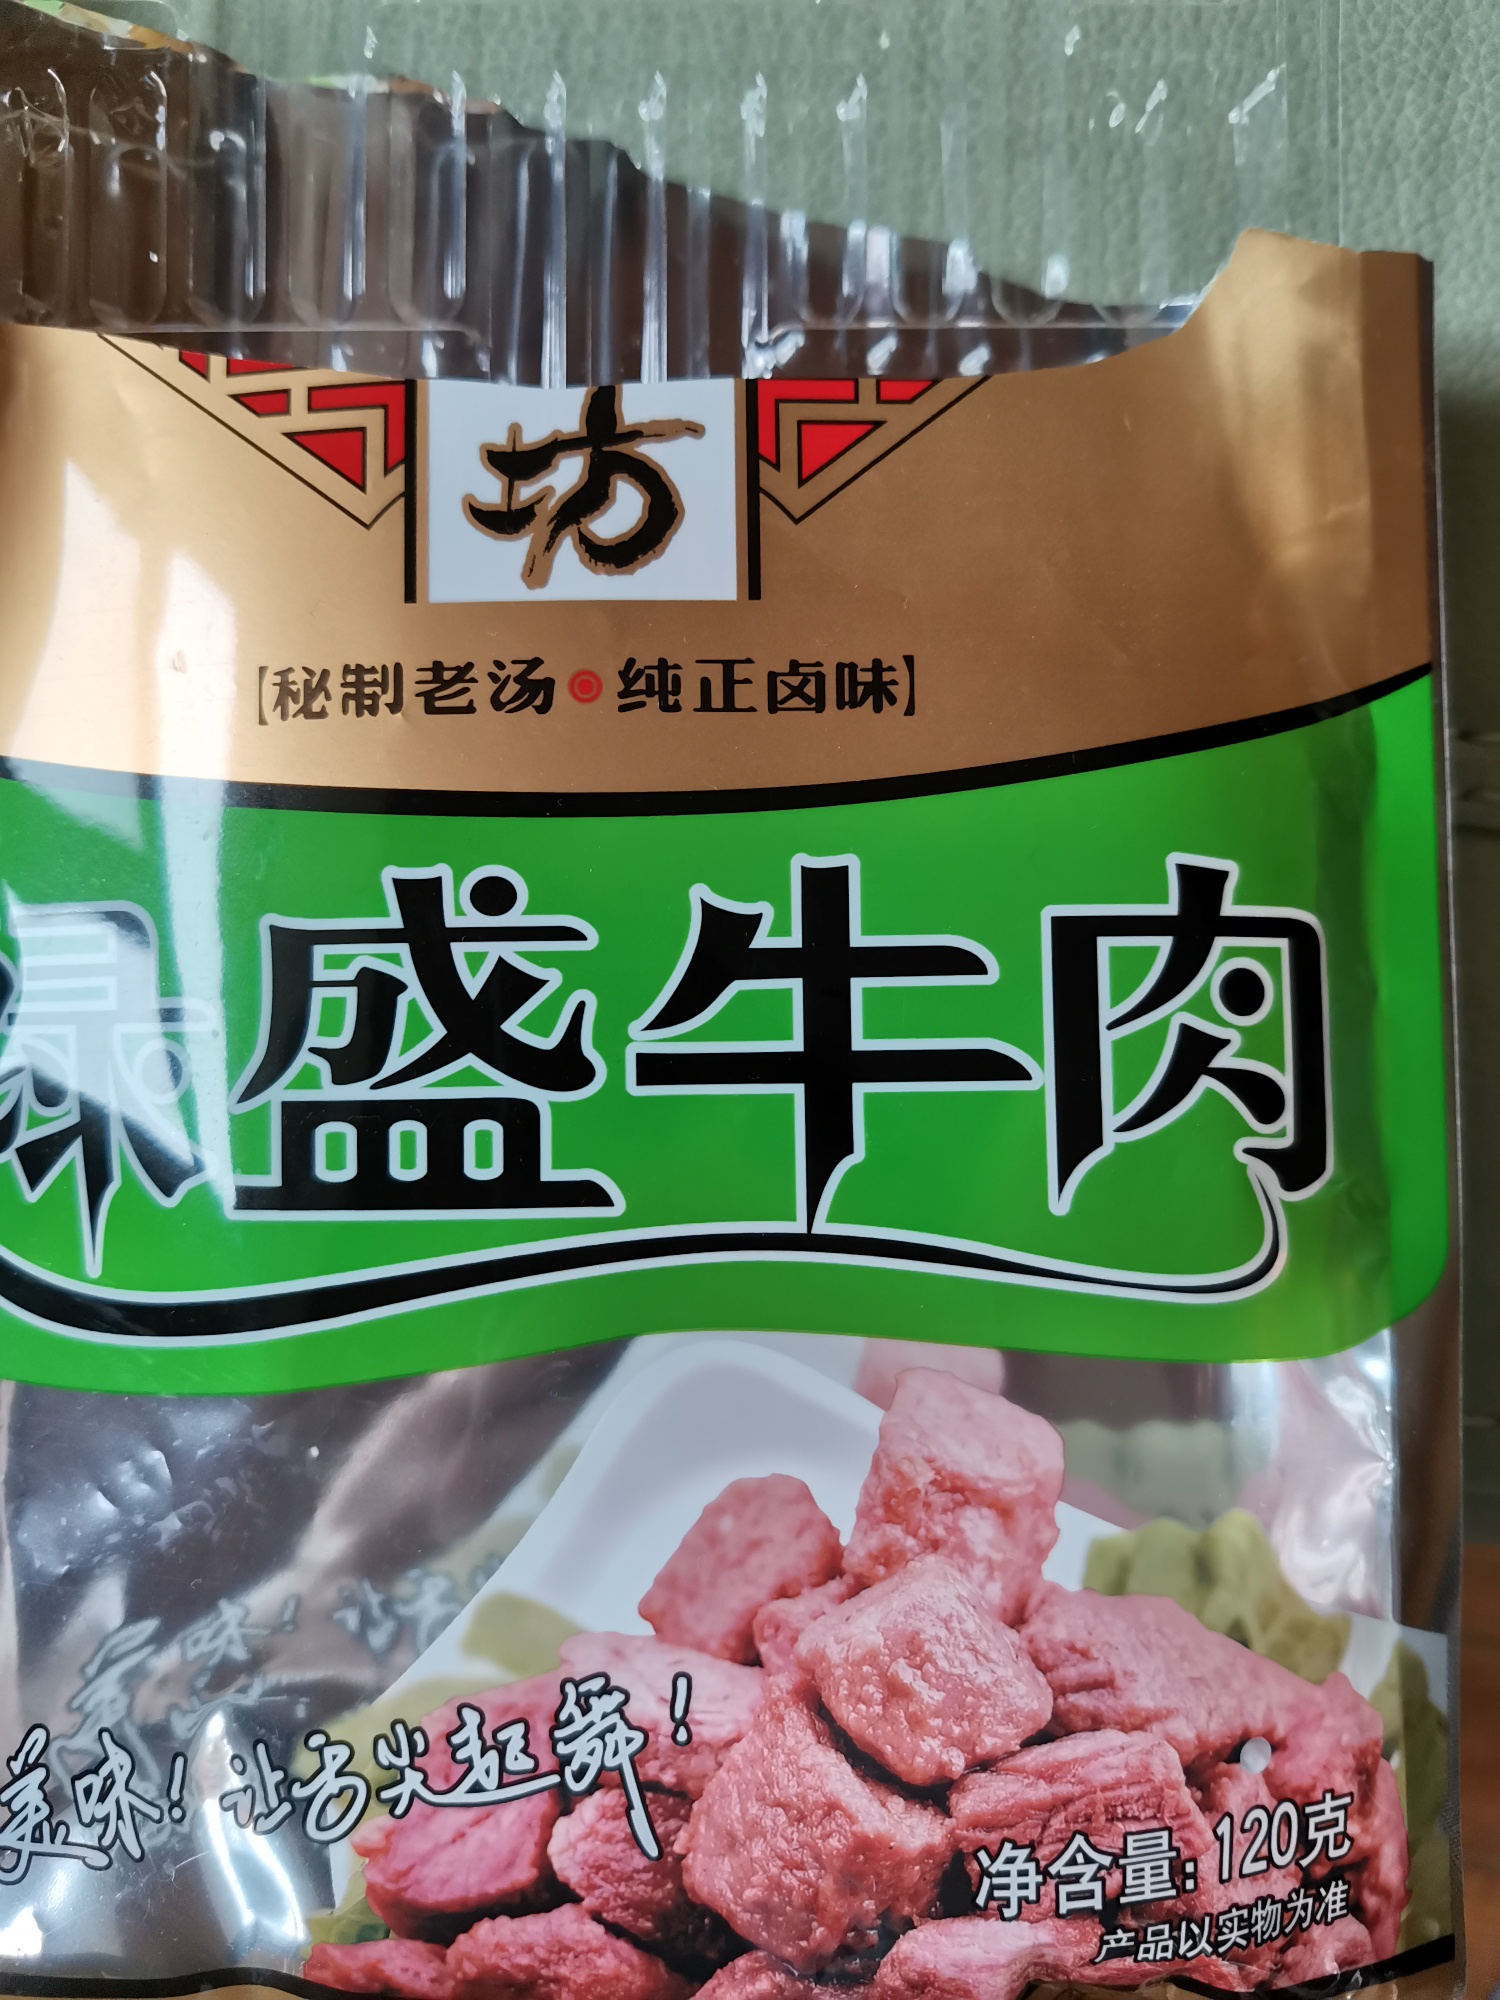 坊
【秘制老汤·纯正卤味】
绿盛牛肉
美味！让舌尖起舞！
净含量:120克
产品以实物为准